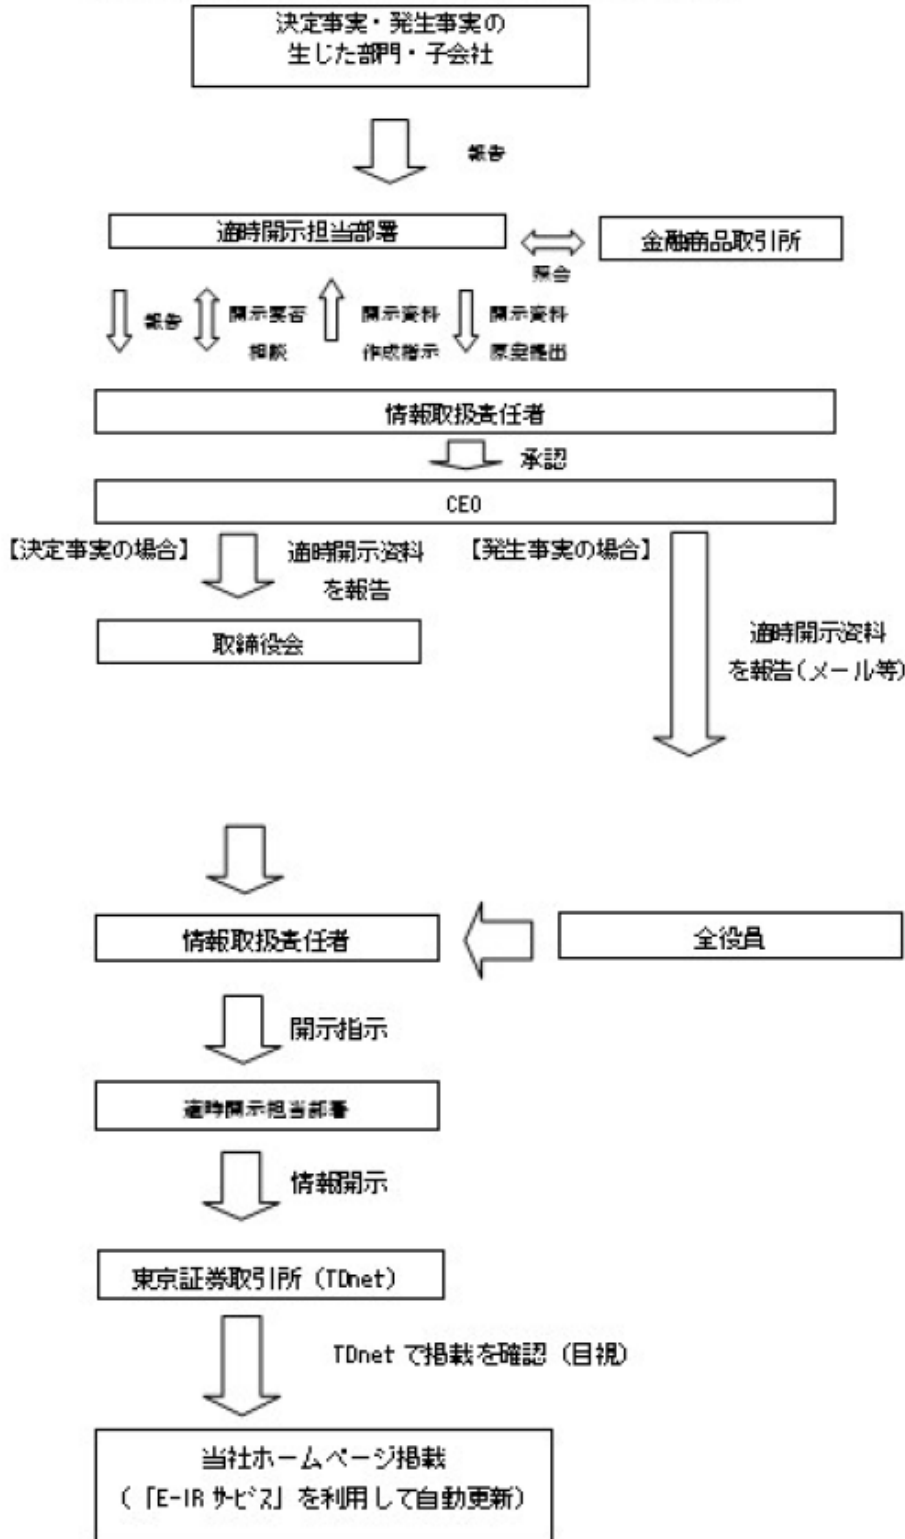 決定事実・発生事実の
生じた部門・子会社
報告
適時開示担当部署
金融商品取引所
照会
報告
開示要否
相談
開示資料
作成指示
開示資料
原案提出
情報取扱責任者
承認
CEO
【決定事実の場合】
適時開示資料
を報告
【発生事実の場合】
取締役会
適時開示資料
を報告(メール等)
情報取扱責任者
全役員
開示指示
適時開示担当部署
情報開示
東京証券取引所（TDnet）
TDnet で掲載を確認（目視）
当社ホームページ掲載
（「E-IR ｻｰﾋﾞｽ」を利用して自動更新）